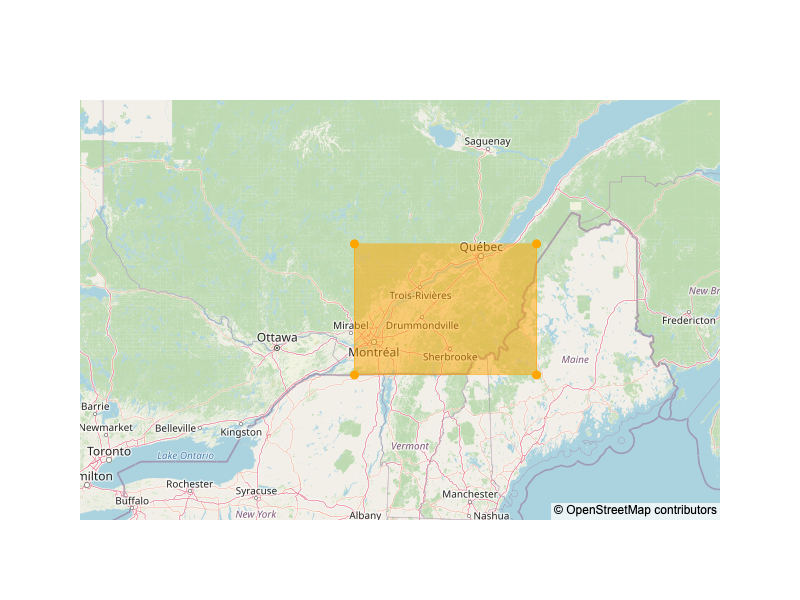 Saguenay
Québec
New Br
Trois-Rivières
Fredericton
Mirabel
Drummondville
Ottawa
Montréal
Sherbrooke
Maine
Barrie
Newmarket
Belleville
Kingston
Vermont
Toronto
Lake Ontario
milton
Rochester
Syracuse
Manchester
Buffalo
New York
Albany
Nashua
© OpenStreetMap contributors